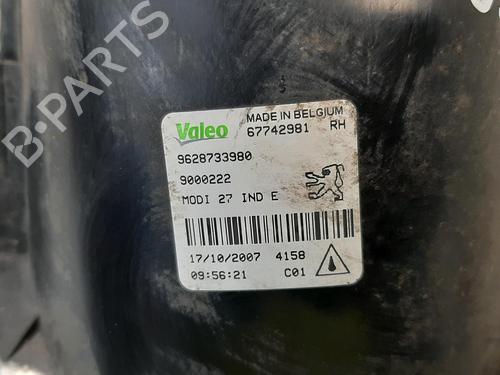 B-PARTS
Valeo
MADE IN BELGIUM
67742981 RH
9628733980
9000222
MODI 27 IND E
17/10/2007 4158
09:56:21 C01